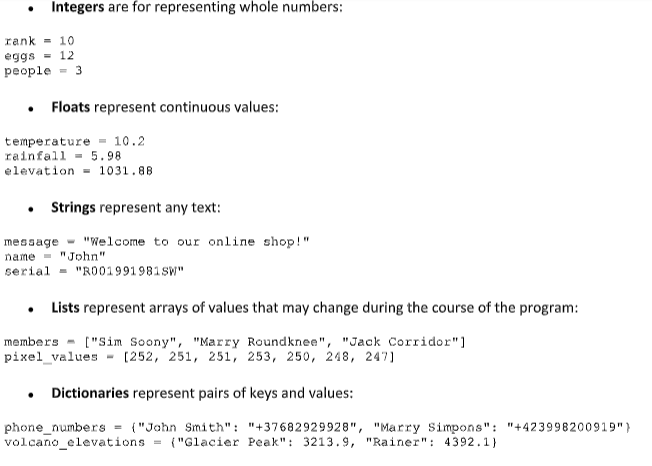 • Integers are for representing whole numbers:
rank = 10
eggs = 12
people = 3
• Floats represent continuous values:
temperature = 10.2
rainfall = 5.98
elevation = 1031.88
• Strings represent any text:
message = "Welcome to our online shop!"
name = "John"
serial = "R001991981SW"
• Lists represent arrays of values that may change during the course of the program:
members = ["Sim Soony", "Marry Roundknee", "Jack Corridor"]
pixel_values = [252, 251, 251, 253, 250, 248, 247]
• Dictionaries represent pairs of keys and values:
phone_numbers = {"John Smith": "+37682929928", "Marry Simpons": "+423998200919"}
volcano_elevations = {"Glacier Peak": 3213.9, "Rainer": 4392.1}